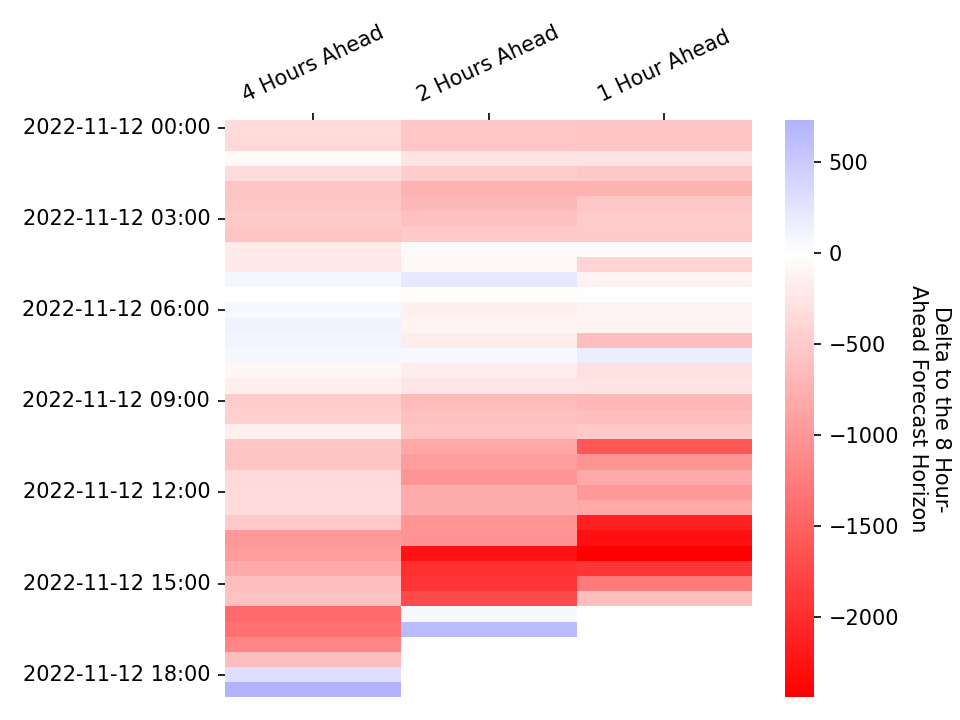 4 Hours Ahead
2 Hours Ahead
1 Hour Ahead
2022-11-12 00:00
2022-11-12 03:00
2022-11-12 06:00
2022-11-12 09:00
2022-11-12 12:00
2022-11-12 15:00
2022-11-12 18:00
500
0
−500
−1000
−1500
−2000
Delta to the 8 Hour-
Ahead Forecast Horizon